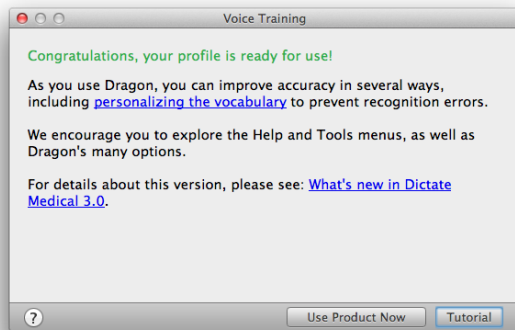 Voice Training
Congratulations, your profile is ready for use!
As you use Dragon, you can improve accuracy in several ways,
including personalizing the vocabulary to prevent recognition errors.
We encourage you to explore the Help and Tools menus, as well as
Dragon's many options.
For details about this version, please see: What's new in Dictate
Medical 3.0.
? Use Product Now Tutorial